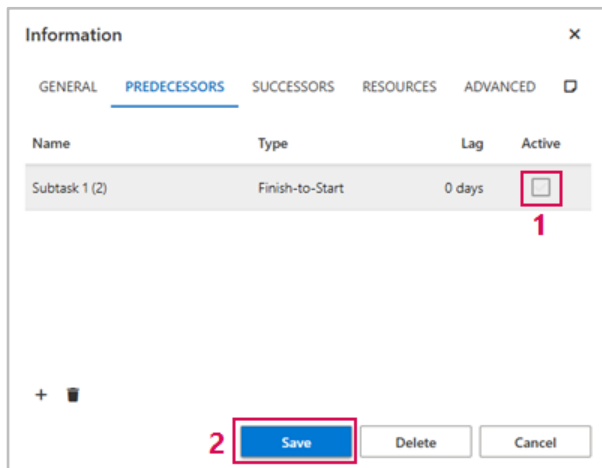 Information
GENERAL PREDECESSORS SUCCESSORS RESOURCES ADVANCED
Name Type Lag Active
Subtask 1 (2) Finish-to-Start 0 days
1
2 Save Delete Cancel